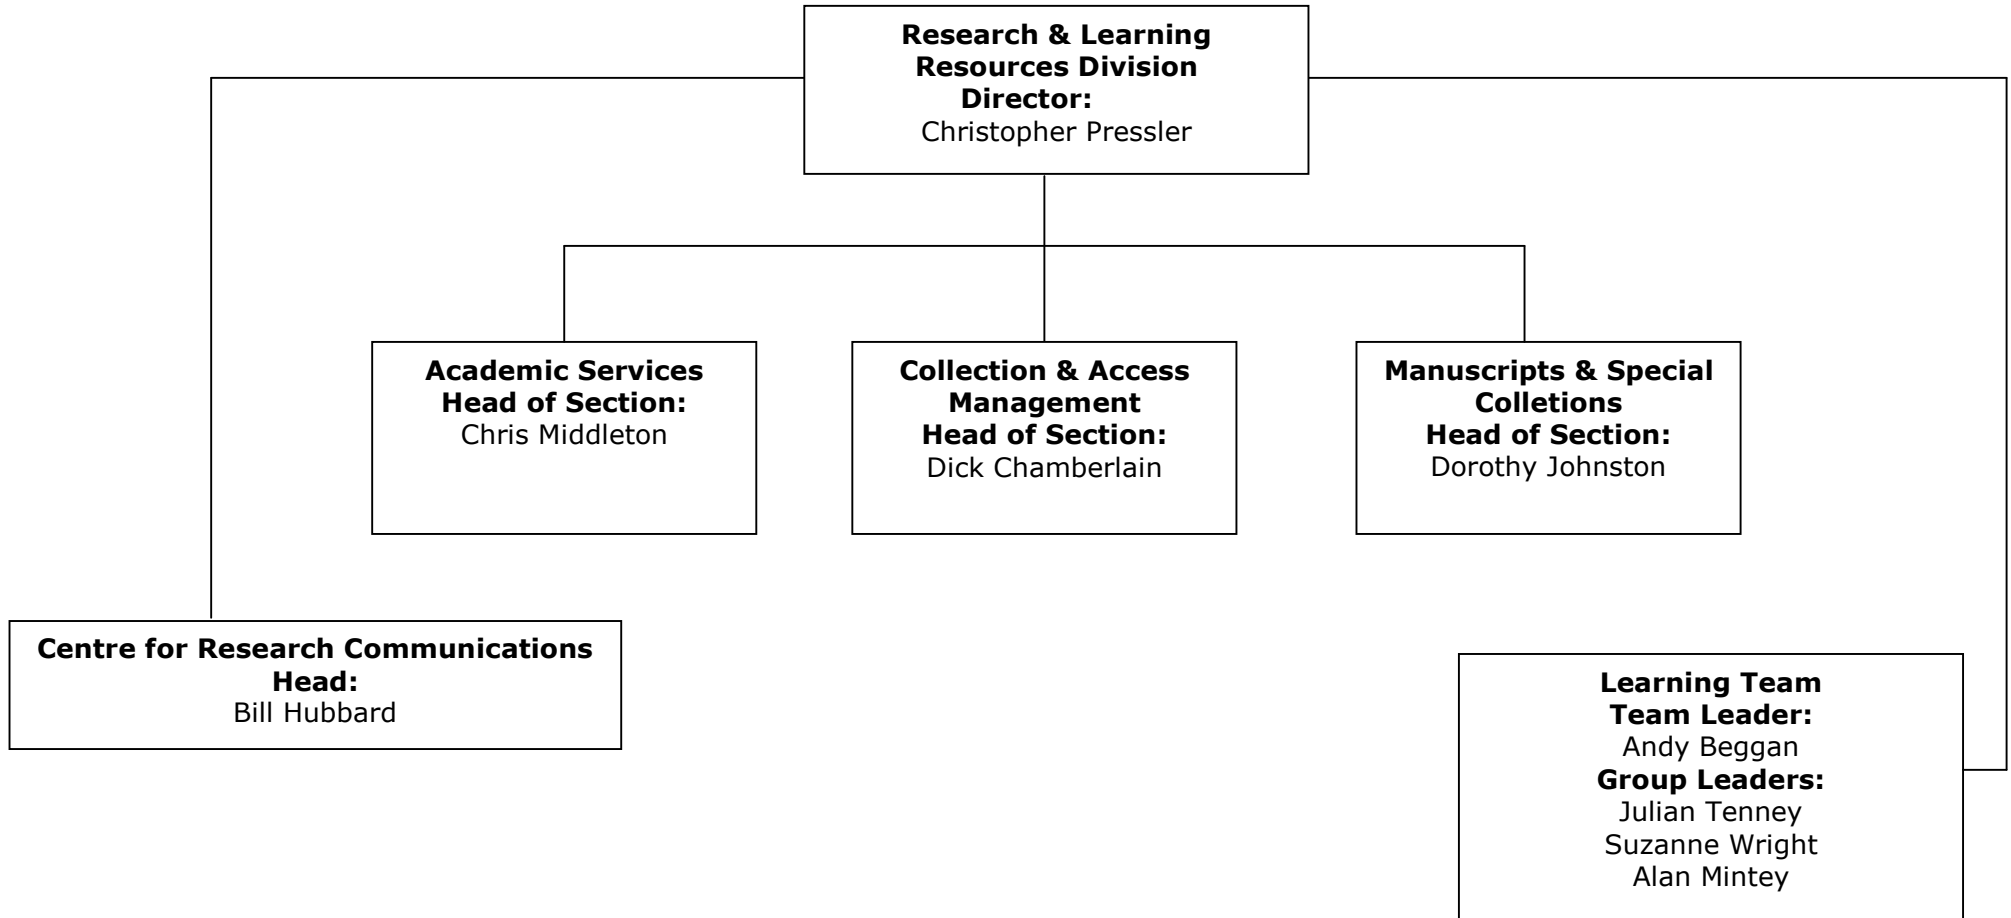 Research & Learning
Resources Division
Director:
Christopher Pressler
Academic Services
Head of Section:
Chris Middleton
Collection & Access
Management
Head of Section:
Dick Chamberlain
Manuscripts & Special
Colletions
Head of Section:
Dorothy Johnston
Centre for Research Communications
Head:
Bill Hubbard
Learning Team
Team Leader:
Andy Beggan
Group Leaders:
Julian Tenney
Suzanne Wright
Alan Mintey